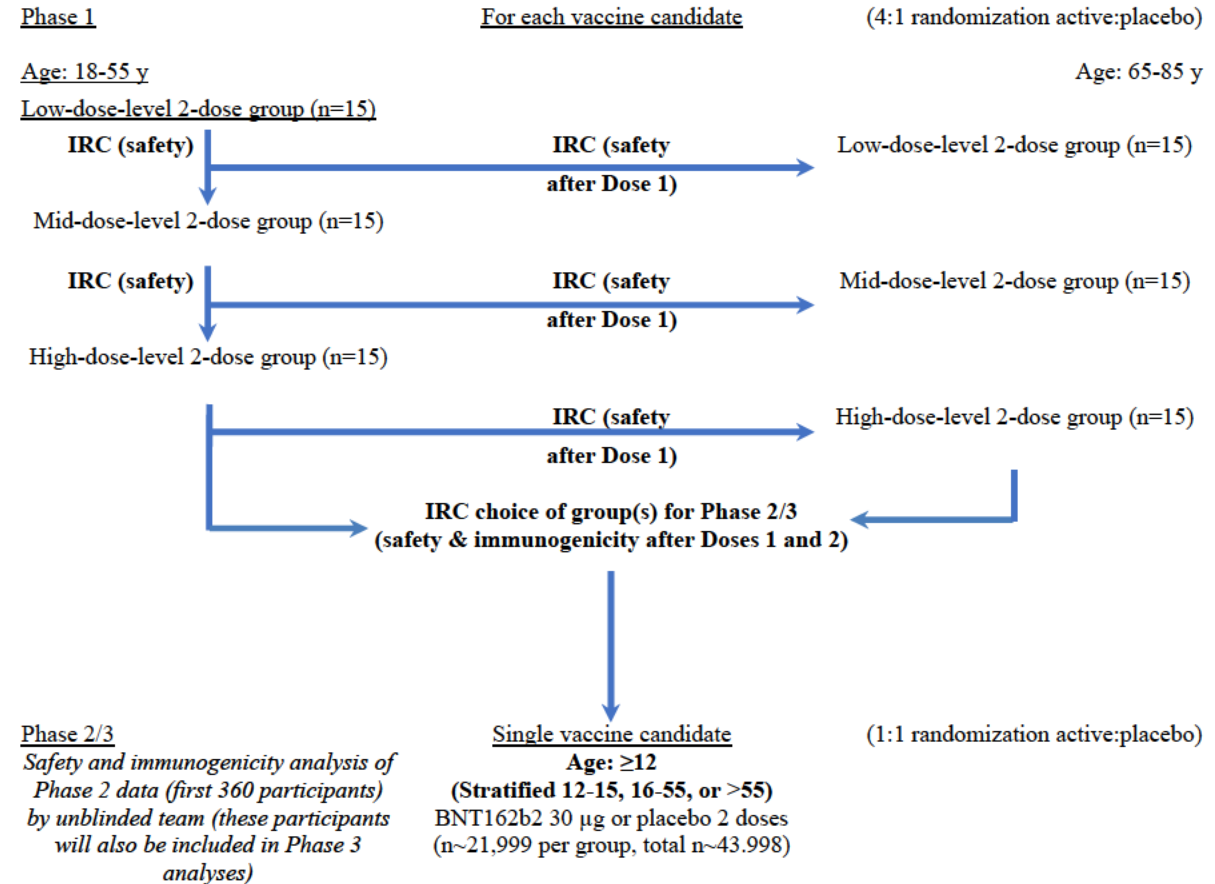 Phase 1
For each vaccine candidate
(4:1 randomization active:placebo)
Age: 18-55 y
Age: 65-85 y
Low-dose-level 2-dose group (n=15)
IRC (safety)
IRC (safety
after Dose 1)
Low-dose-level 2-dose group (n=15)
Mid-dose-level 2-dose group (n=15)
IRC (safety)
IRC (safety
after Dose 1)
Mid-dose-level 2-dose group (n=15)
High-dose-level 2-dose group (n=15)
IRC (safety
after Dose 1)
High-dose-level 2-dose group (n=15)
IRC choice of group(s) for Phase 2/3
(safety & immunogenicity after Doses 1 and 2)
Phase 2/3
Safety and immunogenicity analysis of
Phase 2 data (first 360 participants)
by unblinded team (these participants
will also be included in Phase 3
analyses)
Single vaccine candidate
Age: ≥12
(Stratified 12-15, 16-55, or >55)
BNT162b2 30 µg or placebo 2 doses
(n~21,999 per group, total n~43.998)
(1:1 randomization active:placebo)